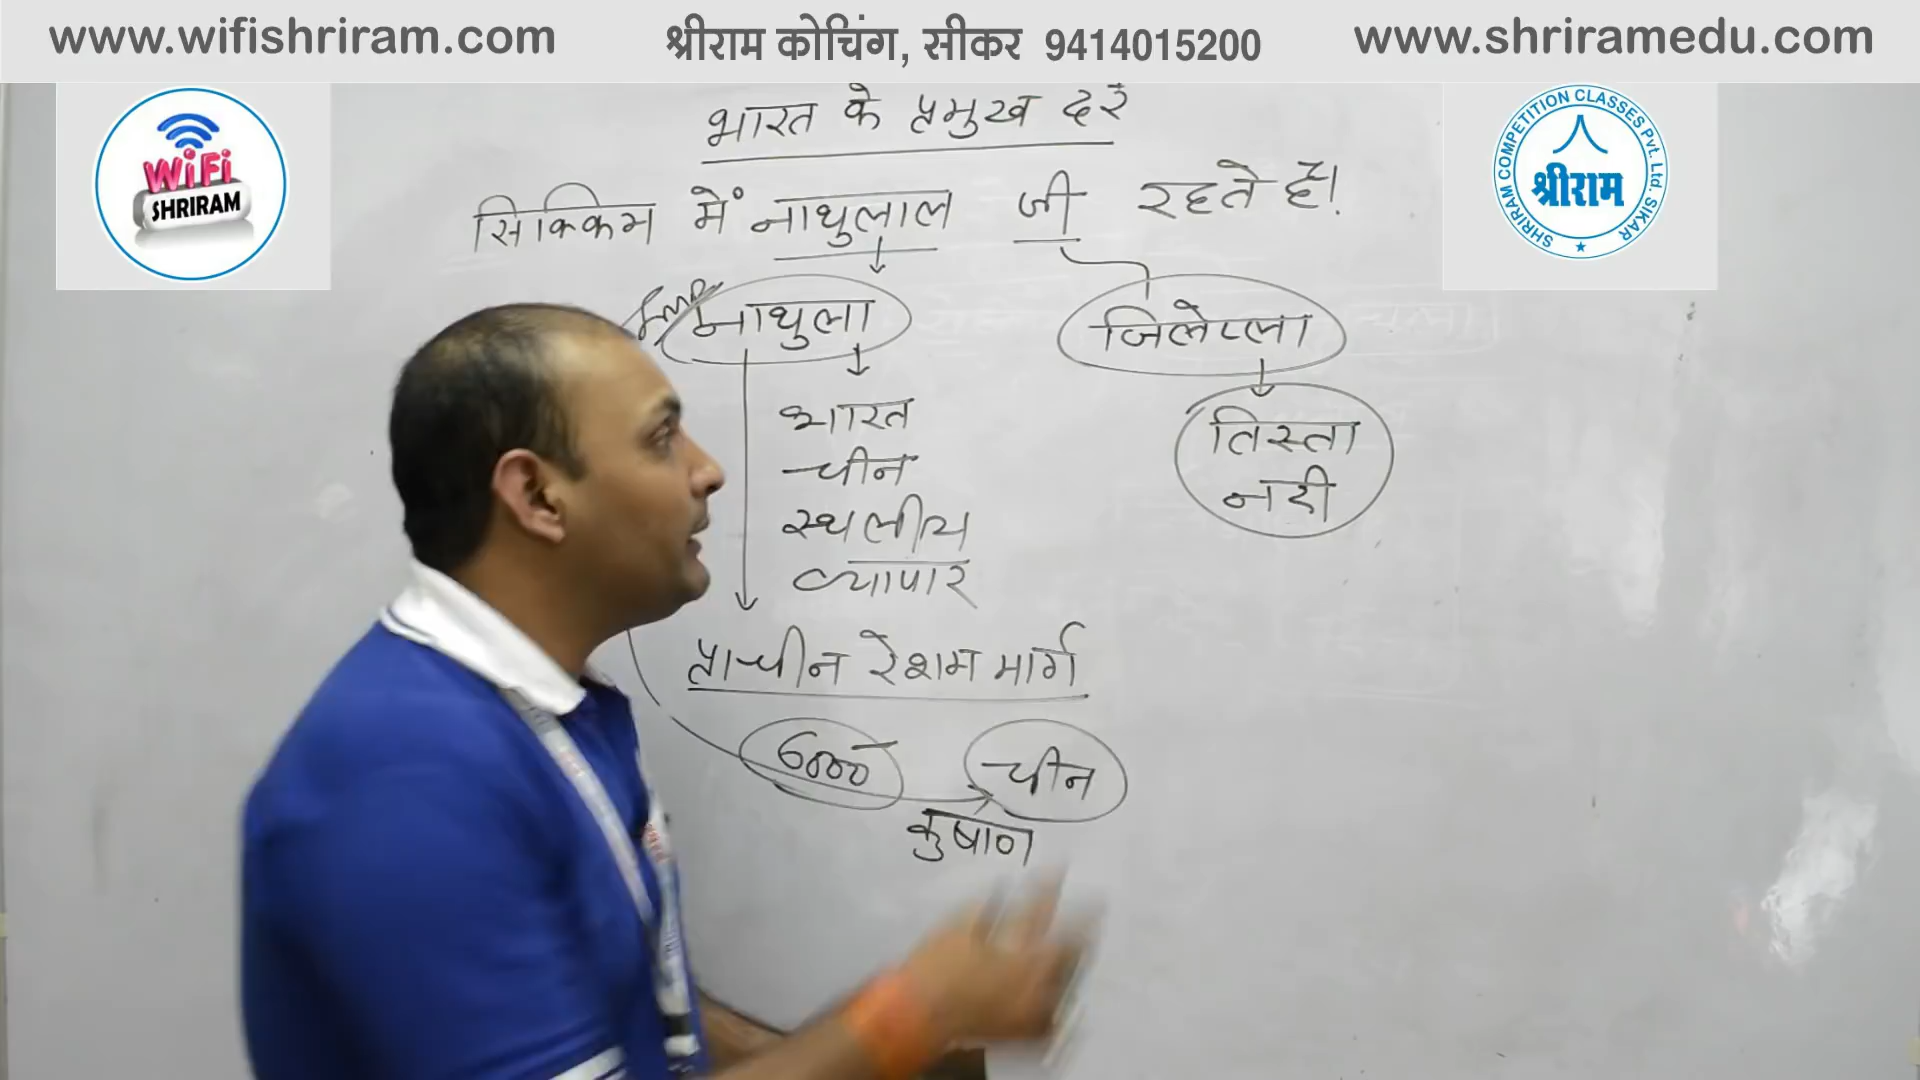 www.wifishriram.com श्रीराम कोचिंग, सीकर 9414015200 www.shriramedu.com
WiFi
SHRIRAM
SHRIRAM COMPETITION CLASSES Pvt. Ltd. SIKAR
श्रीराम
भारत के प्रमुख दर्रे
सिक्किम में नाथुलाल जी रहते हैं!
Imp नाथुला जिलेप्ला
भारत
चीन
स्थलीय
व्यापार
तिस्ता
नदी
प्राचीन रेशम मार्ग
6000 चीन
कुषाण